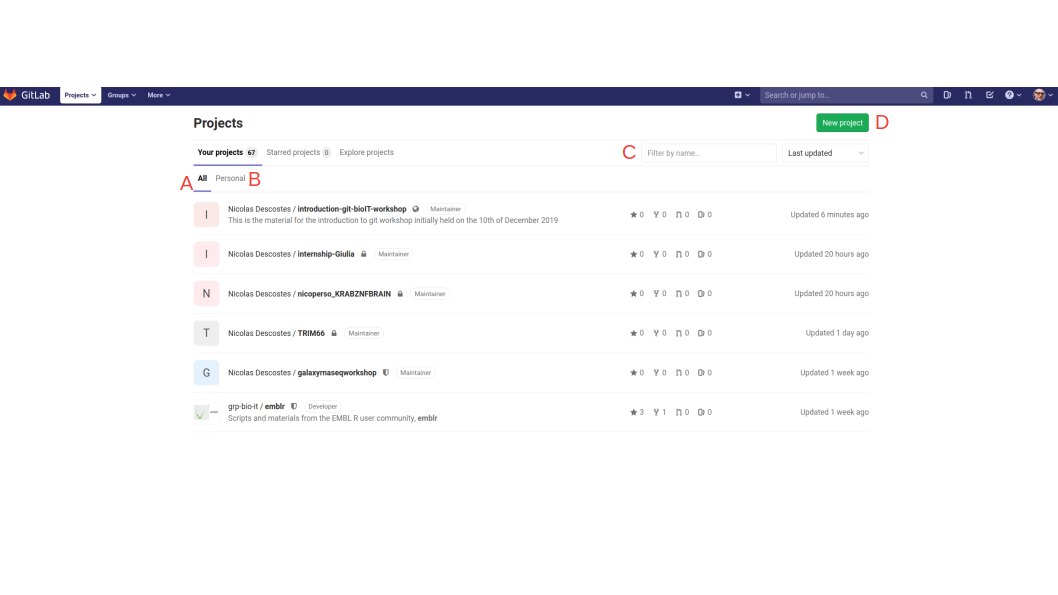 GitLab Projects Groups More Search or jump to...
Projects New project D
Your projects 67 Starred projects 0 Explore projects C Filter by name... Last updated
A All Personal B
I Nicolas Descostes / introduction-git-bioIT-workshop Maintainer 0 0 0 0 Updated 6 minutes ago
This is the material for the introduction to git workshop initially held on the 10th of December 2019
I Nicolas Descostes / internship-Giulia Maintainer 0 0 0 0 Updated 20 hours ago
N Nicolas Descostes / nicoperso_KRABZNFBRAIN Maintainer 0 0 0 0 Updated 20 hours ago
T Nicolas Descostes / TRIM66 Maintainer 0 0 0 0 Updated 1 day ago
G Nicolas Descostes / galaxyrnaseqworkshop Maintainer 0 0 0 0 Updated 1 week ago
grp-bio-it / emblr Developer 3 1 0 0 Updated 1 week ago
Scripts and materials from the EMBL R user community, emblr